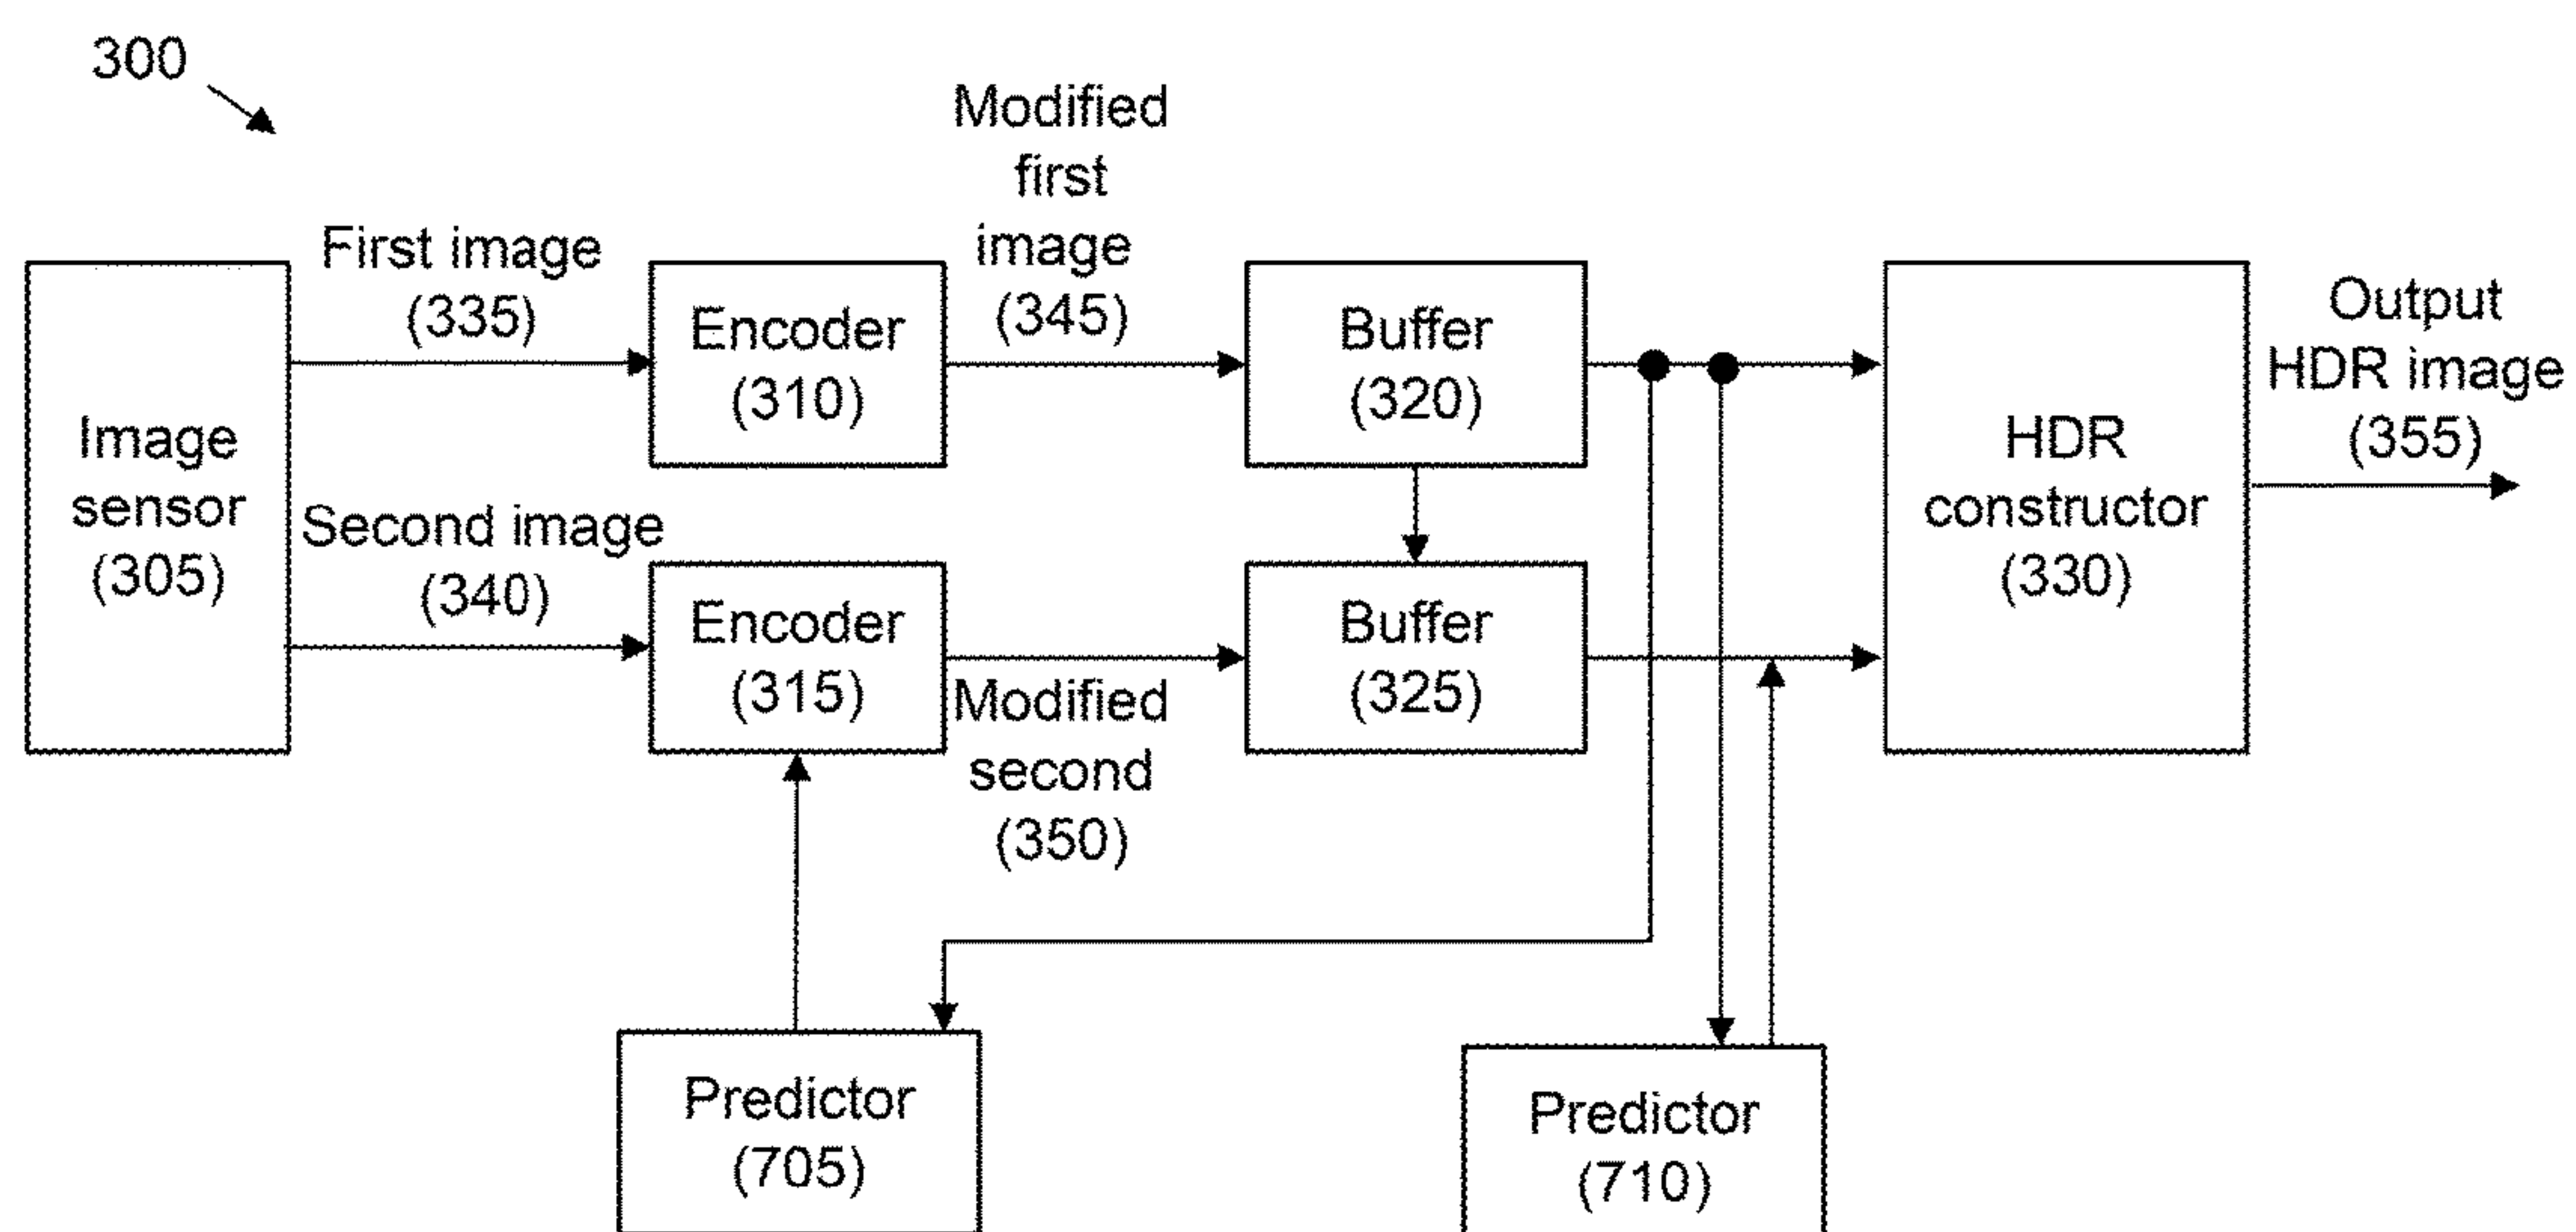 300
Modified
first
image
(345)
First image
(335)
Image
sensor
(305)
Encoder
(310)
Buffer
(320)
HDR
constructor
(330)
Output
HDR image
(355)
Second image
(340)
Encoder
(315)
Modified
second
(350)
Buffer
(325)
Predictor
(705)
Predictor
(710)